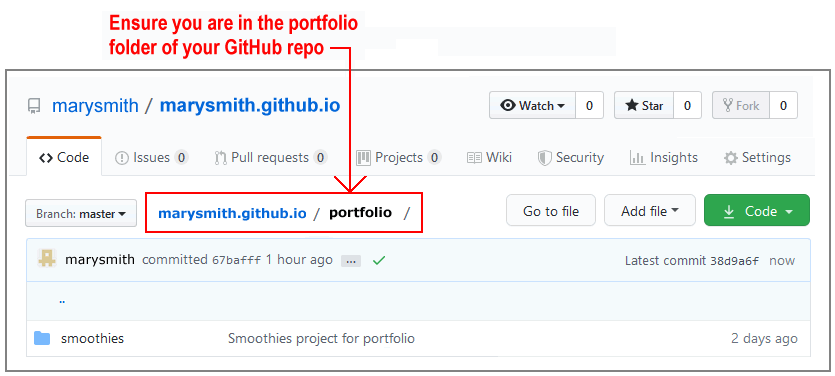 Ensure you are in the portfolio
folder of your GitHub repo
marysmith / marysmith.github.io
Watch 0 Star 0 Fork 0
Code Issues 0 Pull requests 0 Projects 0 Wiki Security Insights Settings
Branch: master marysmith.github.io / portfolio / Go to file Add file Code
marysmith committed 67bafff 1 hour ago ... Latest commit 38d9a6f now
..
smoothies Smoothies project for portfolio 2 days ago